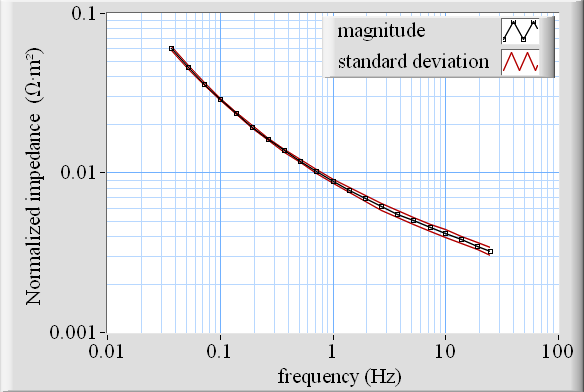 0.1
magnitude
standard deviation
Normalized impedance (Ω·m²)
0.01
0.001
0.01
0.1
1
10
100
frequency (Hz)